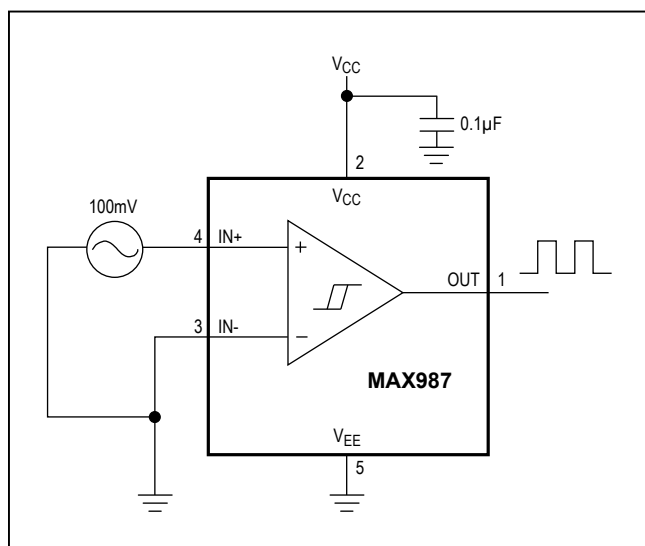 VCC
0.1µF
2
VCC
100mV
4 IN+
+
OUT 1
3 IN-
−
MAX987
VEE
5